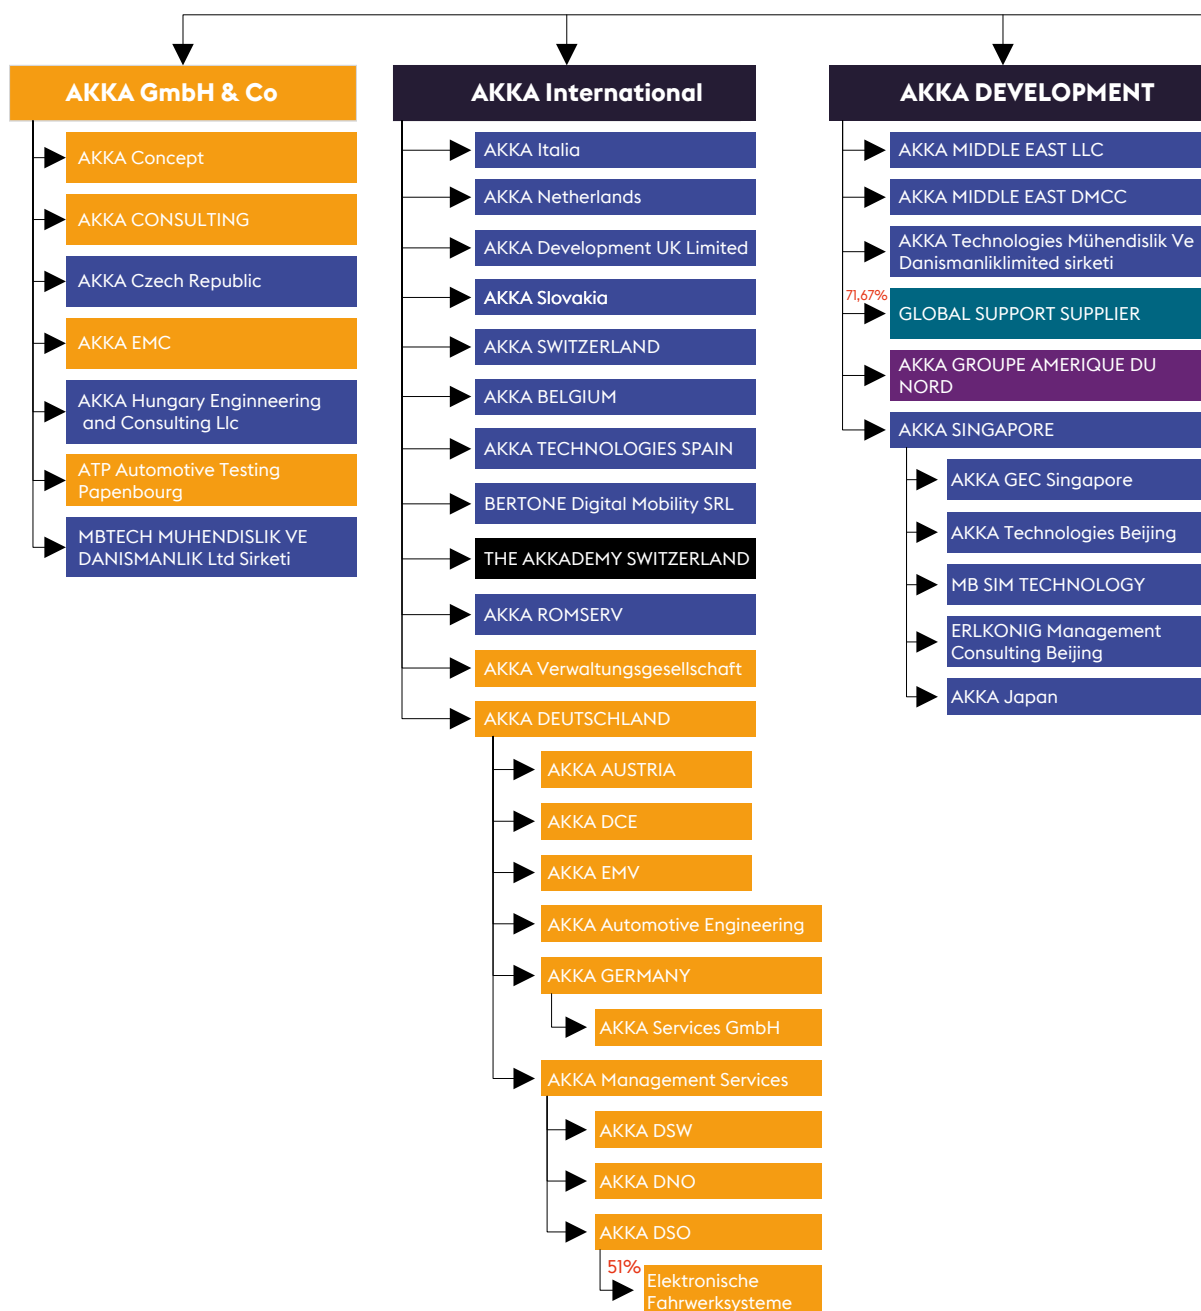 AKKA GmbH & Co
AKKA Concept
AKKA CONSULTING
AKKA Czech Republic
AKKA EMC
AKKA Hungary Enginneering
and Consulting Llc
ATP Automotive Testing
Papenbourg
MBTECH MUHENDISLIK VE
DANISMANLIK Ltd Sirketi
AKKA International
AKKA Italia
AKKA Netherlands
AKKA Development UK Limited
AKKA Slovakia
AKKA SWITZERLAND
AKKA BELGIUM
AKKA TECHNOLOGIES SPAIN
BERTONE Digital Mobility SRL
THE AKKADEMY SWITZERLAND
AKKA ROMSERV
AKKA Verwaltungsgesellschaft
AKKA DEUTSCHLAND
AKKA AUSTRIA
AKKA DCE
AKKA EMV
AKKA Automotive Engineering
AKKA GERMANY
AKKA Services GmbH
AKKA Management Services
AKKA DSW
AKKA DNO
AKKA DSO
51%
Elektronische
Fahrwerksysteme
AKKA DEVELOPMENT
AKKA MIDDLE EAST LLC
AKKA MIDDLE EAST DMCC
AKKA Technologies Mühendislik Ve
Danismanliklimited sirketi
71,67%
GLOBAL SUPPORT SUPPLIER
AKKA GROUPE AMERIQUE DU
NORD
AKKA SINGAPORE
AKKA GEC Singapore
AKKA Technologies Beijing
MB SIM TECHNOLOGY
ERLKONIG Management
Consulting Beijing
AKKA Japan